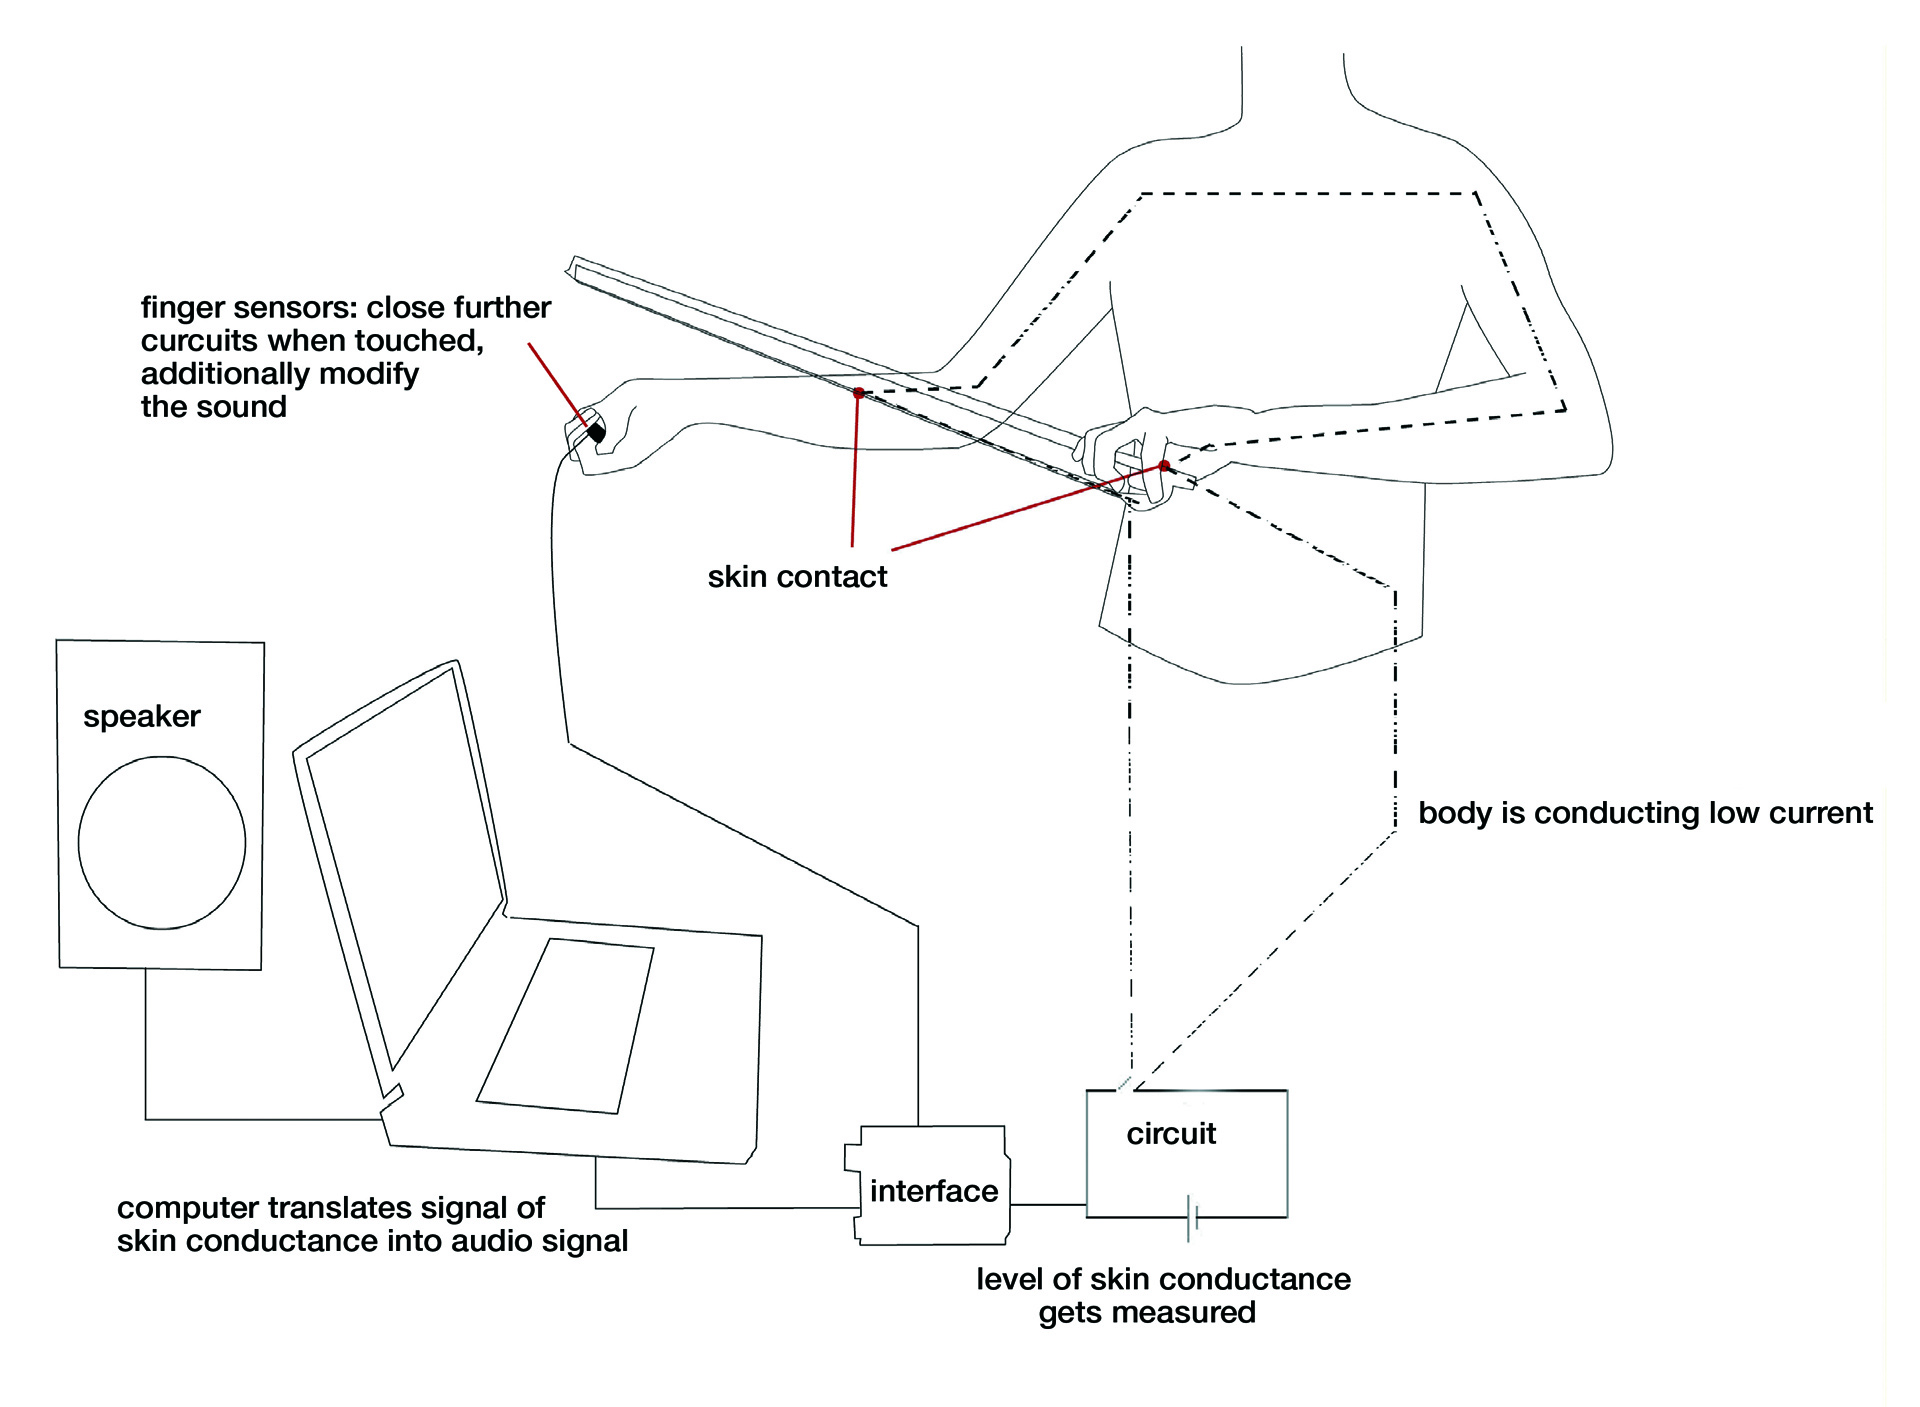 finger sensors: close further
curcuits when touched,
additionally modify
the sound
skin contact
speaker
body is conducting low current
circuit
interface
computer translates signal of
skin conductance into audio signal
level of skin conductance
gets measured